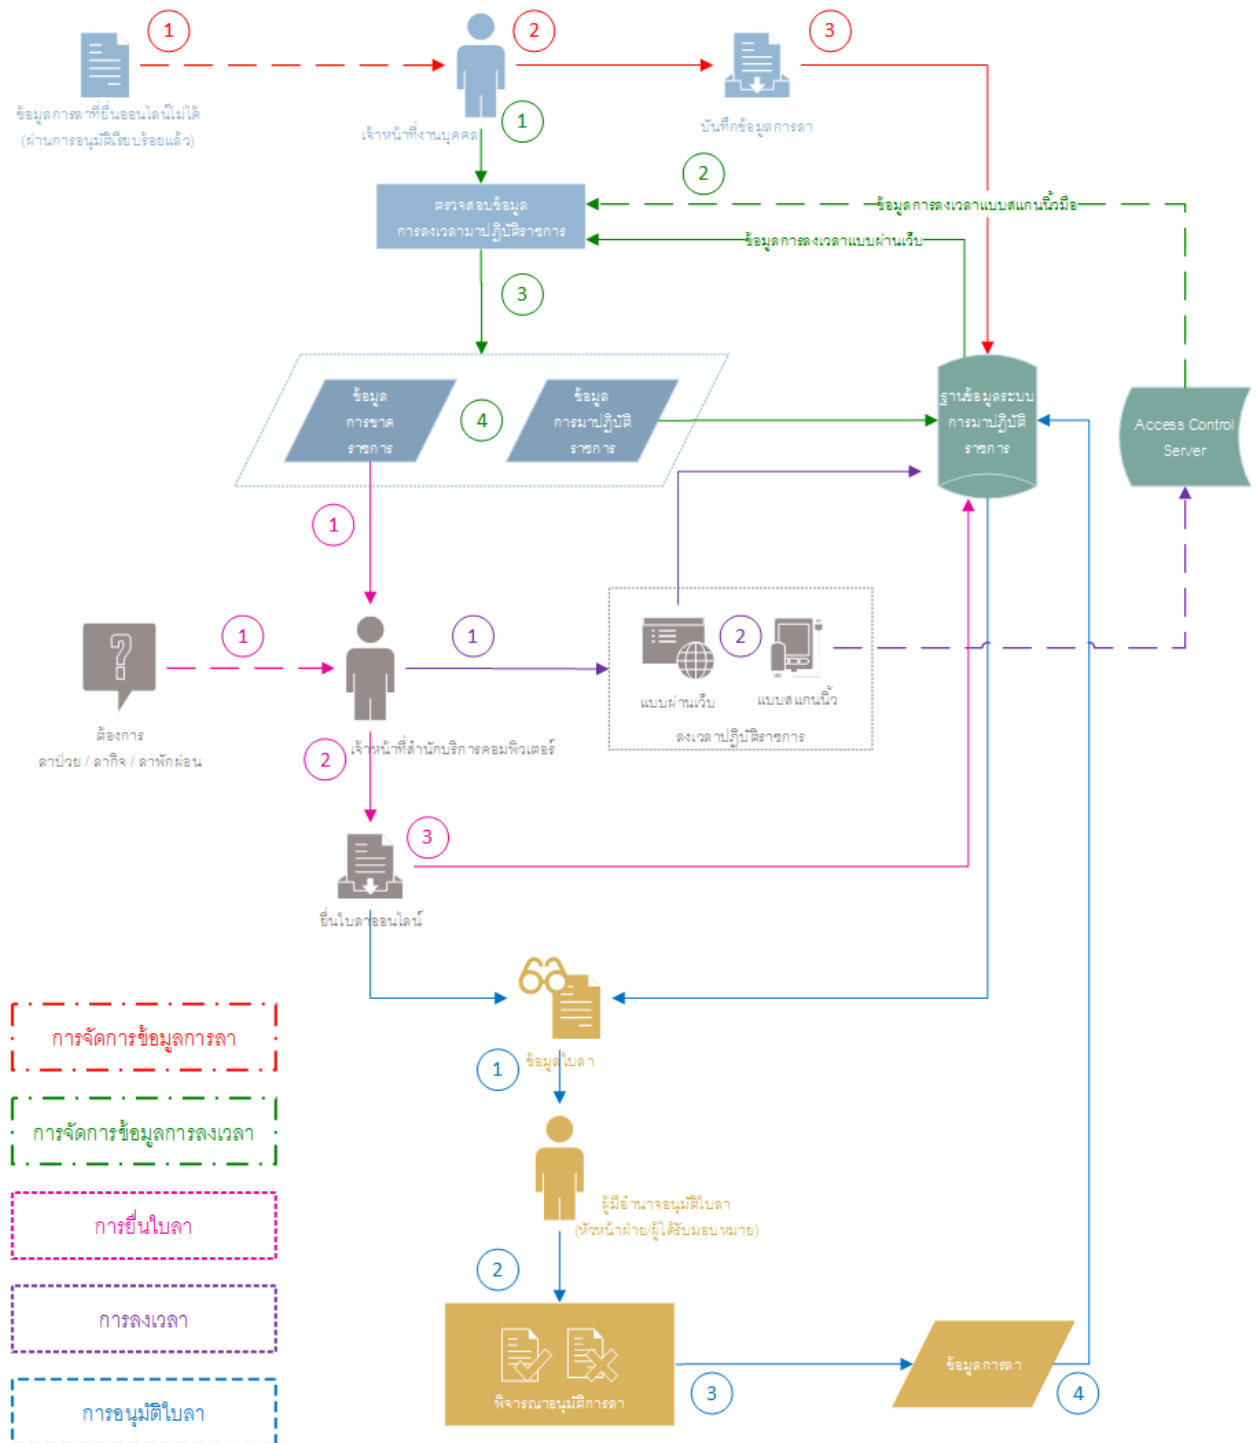 1
2
3
ข้อมูลการลาที่ยื่นออนไลน์ไม่ได้
(ผ่านการอนุมัติเรียบร้อยแล้ว)
เจ้าหน้าที่งานบุคคล
1
บันทึกข้อมูลการลา
2
ตรวจสอบข้อมูล
การลงเวลามาปฏิบัติราชการ
ข้อมูลการลงเวลาแบบสแกนนิ้วมือ
ข้อมูลการลงเวลาแบบผ่านเว็บ
3
ข้อมูล
การขาด
ราชการ
4
ข้อมูล
การมาปฏิบัติ
ราชการ
ฐานข้อมูลระบบ
การมาปฏิบัติ
ราชการ
Access Control
Server
1
1
1
2
แบบผ่านเว็บ
แบบสแกนนิ้ว
ลงเวลาปฏิบัติราชการ
ต้องการ
ลาป่วย / ลากิจ / ลาพักผ่อน
2
เจ้าหน้าที่สำนักบริการคอมพิวเตอร์
3
ยื่นใบลาออนไลน์
ข้อมูลใบลา
1
ผู้มีอำนาจอนุมัติใบลา
(หัวหน้าฝ่าย/ผู้ได้รับมอบหมาย)
2
พิจารณาอนุมัติการลา
3
ข้อมูลการลา
4
การจัดการข้อมูลการลา
การจัดการข้อมูลการลงเวลา
การยื่นใบลา
การลงเวลา
การอนุมัติใบลา